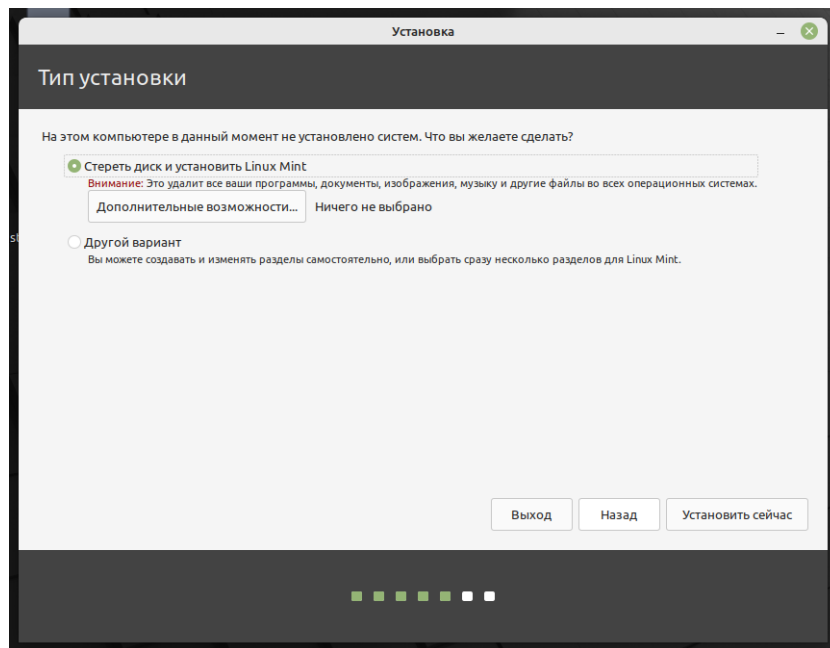 Установка
Тип установки
На этом компьютере в данный момент не установлено систем. Что вы желаете сделать?
Стереть диск и установить Linux Mint
Внимание: Это удалит все ваши программы, документы, изображения, музыку и другие файлы во всех операционных системах.
Дополнительные возможности... Ничего не выбрано
Другой вариант
Вы можете создавать и изменять разделы самостоятельно, или выбрать сразу несколько разделов для Linux Mint.
Выход Назад Установить сейчас